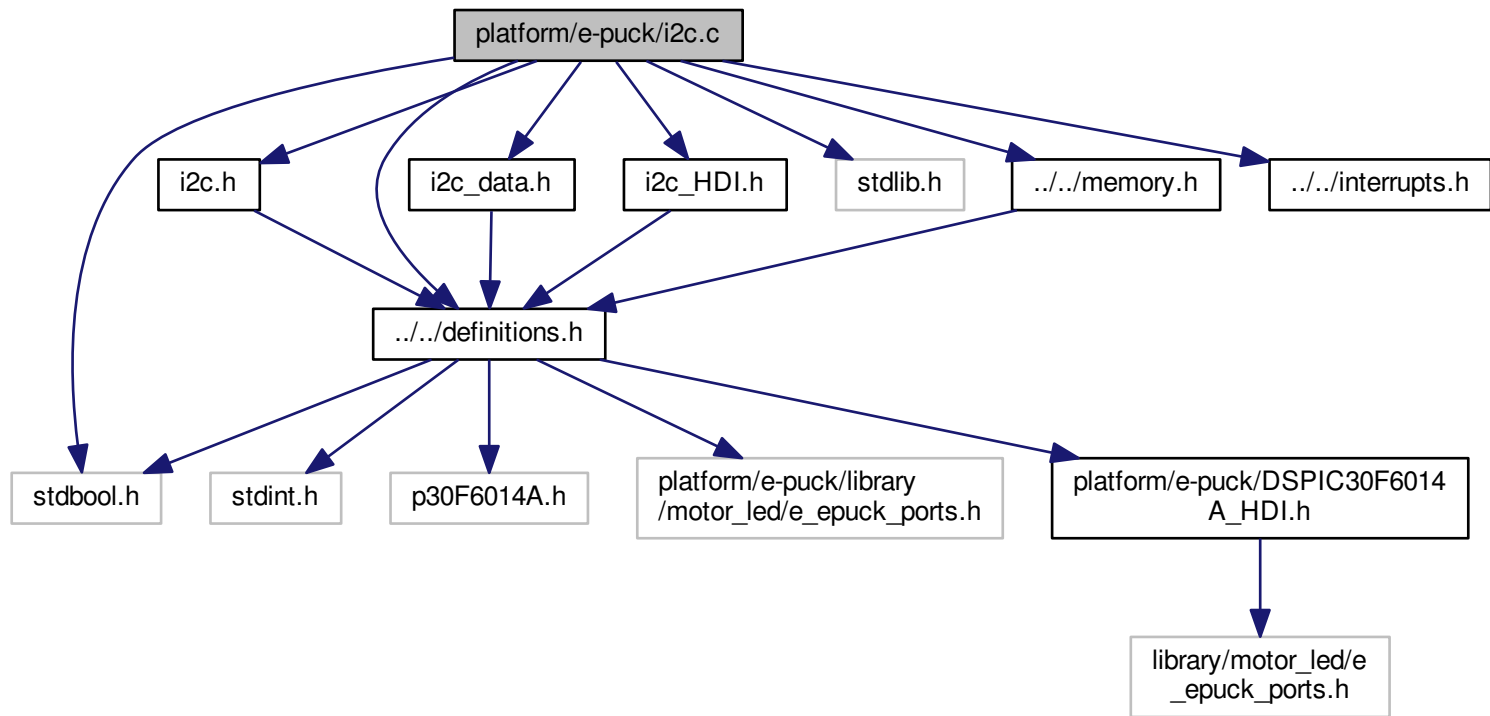 platform/e-puck/i2c.c
i2c.h
i2c_data.h
i2c_HDI.h
stdlib.h
../../memory.h
../../interrupts.h
../../definitions.h
stdbool.h
stdint.h
p30F6014A.h
platform/e-puck/library
/motor_led/e_epuck_ports.h
platform/e-puck/DSPIC30F6014
A_HDI.h
library/motor_led/e
_epuck_ports.h